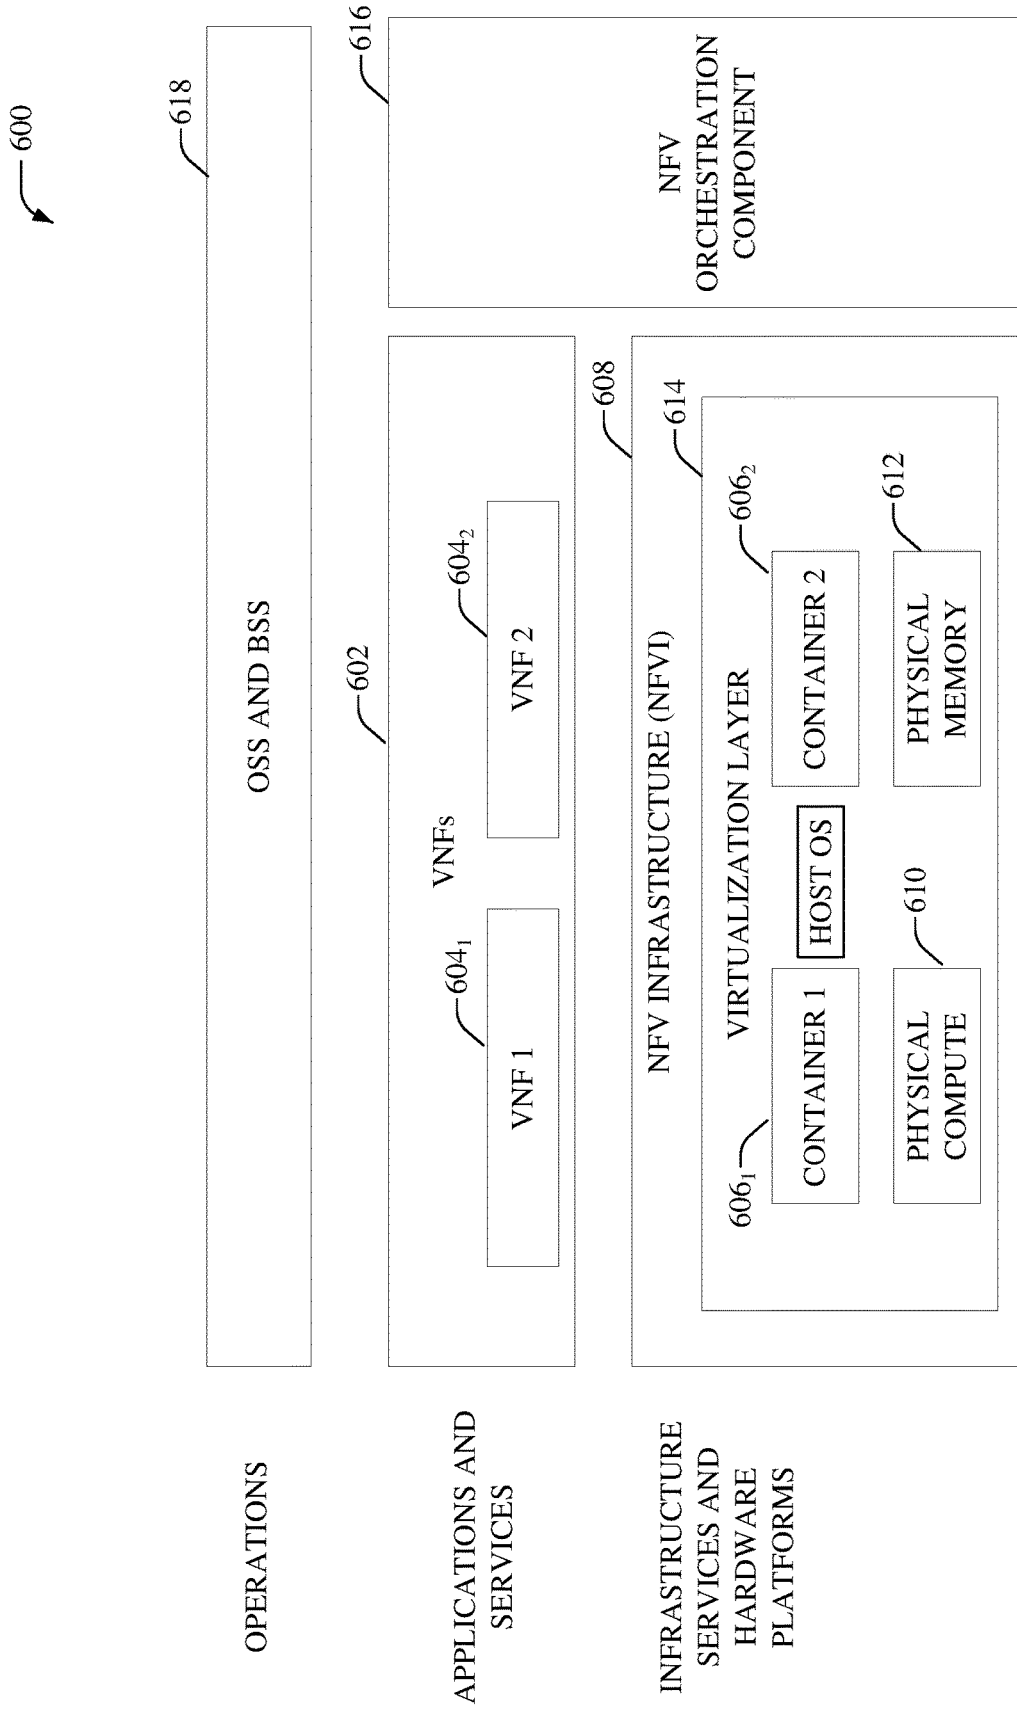 600
618
OPERATIONS
OSS AND BSS
602
616
APPLICATIONS AND
SERVICES
VNFs
604₁
604₂
VNF 1
VNF 2
608
NFV
ORCHESTRATION
COMPONENT
INFRASTRUCTURE
SERVICES AND
HARDWARE
PLATFORMS
NFV INFRASTRUCTURE (NFVI)
614
VIRTUALIZATION LAYER
606₁
606₂
CONTAINER 1
HOST OS
CONTAINER 2
610
612
PHYSICAL
COMPUTE
PHYSICAL
MEMORY